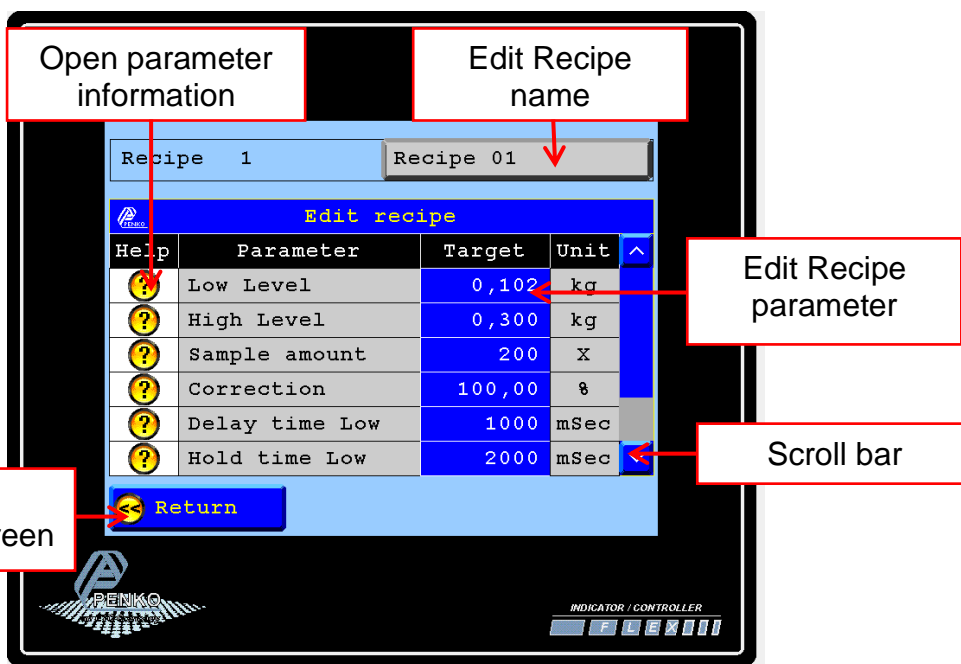 Open parameter
information
Edit Recipe
name
Recipe 1
Recipe 01
PENKO
Edit recipe
Help Parameter Target Unit
? Low Level 0,102 kg
? High Level 0,300 kg
? Sample amount 200 X
? Correction 100,00 %
? Delay time Low 1000 mSec
? Hold time Low 2000 mSec
Edit Recipe
parameter
Scroll bar
<< Return
een
PENKO
INDICATOR / CONTROLLER
FLEX